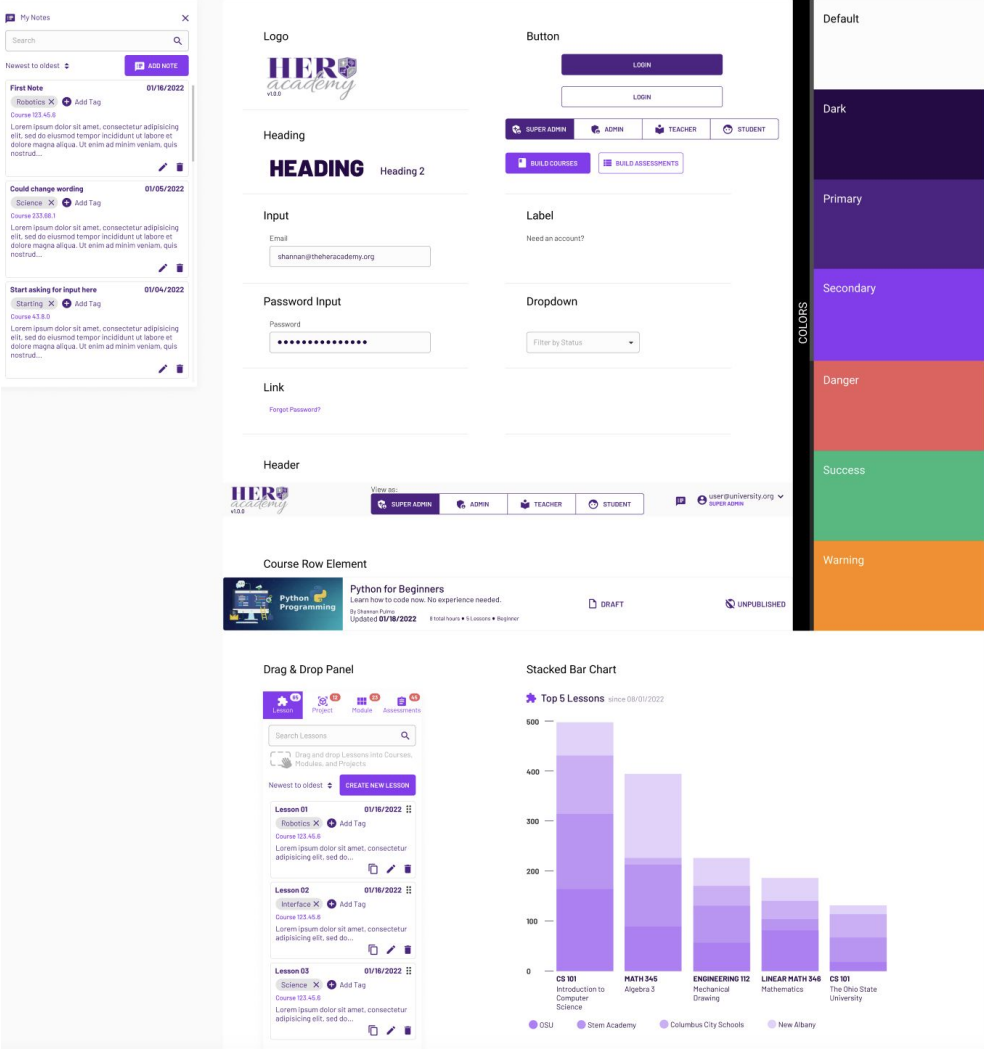 My Notes
Search
Newest to oldest
ADD NOTE
First Note 01/16/2022
Robotics Add Tag
Course 123.45.6
Lorem ipsum dolor sit amet, consectetur adipisicing
elit, sed do eiusmod tempor incididunt ut labore et
dolore magna aliqua. Ut enim ad minim veniam, quis
nostrud...
Could change wording 01/05/2022
Science Add Tag
Course 233.66.1
Lorem ipsum dolor sit amet, consectetur adipisicing
elit, sed do eiusmod tempor incididunt ut labore et
dolore magna aliqua. Ut enim ad minim veniam, quis
nostrud...
Start asking for input here 01/04/2022
Starting Add Tag
Course 43.8.0
Lorem ipsum dolor sit amet, consectetur adipisicing
elit, sed do eiusmod tempor incididunt ut labore et
dolore magna aliqua. Ut enim ad minim veniam, quis
nostrud...
Logo
HER
academy
v1.0.0
Button
LOGIN
LOGIN
SUPER ADMIN ADMIN TEACHER STUDENT
BUILD COURSES BUILD ASSESSMENTS
Heading
HEADING Heading 2
Input
Email
shannan@theheracademy.org
Label
Need an account?
Password Input
Password
Dropdown
Filter by Status
Link
Forgot Password?
Header
HER
academy
v1.0.0
View as:
SUPER ADMIN ADMIN TEACHER STUDENT
user@university.org
SUPER ADMIN
Course Row Element
Python
Programming
Python for Beginners
Learn how to code now. No experience needed.
By Shannan Palma
Updated 01/18/2022 8 total hours • 5 Lessons • Beginner
DRAFT
UNPUBLISHED
COLORS
Default
Dark
Primary
Secondary
Danger
Success
Warning
Drag & Drop Panel
65 12 23 45
Lesson Project Module Assessments
Search Lessons
Drag and drop Lessons into Courses,
Modules, and Projects
Newest to oldest
CREATE NEW LESSON
Lesson 01 01/16/2022
Robotics Add Tag
Course 123.45.6
Lorem ipsum dolor sit amet, consectetur
adipisicing elit, sed do...
Lesson 02 01/16/2022
Interface Add Tag
Course 123.45.6
Lorem ipsum dolor sit amet, consectetur
adipisicing elit, sed do...
Lesson 03 01/16/2022
Science Add Tag
Course 123.45.6
Lorem ipsum dolor sit amet, consectetur
adipisicing elit, sed do...
Stacked Bar Chart
Top 5 Lessons since 08/01/2022
500
400
300
200
100
0
CS 101
Introduction to
Computer
Science
MATH 345
Algebra 3
ENGINEERING 112
Mechanical
Drawing
LINEAR MATH 346
Mathematics
CS 101
The Ohio State
University
OSU Stem Academy Columbus City Schools New Albany